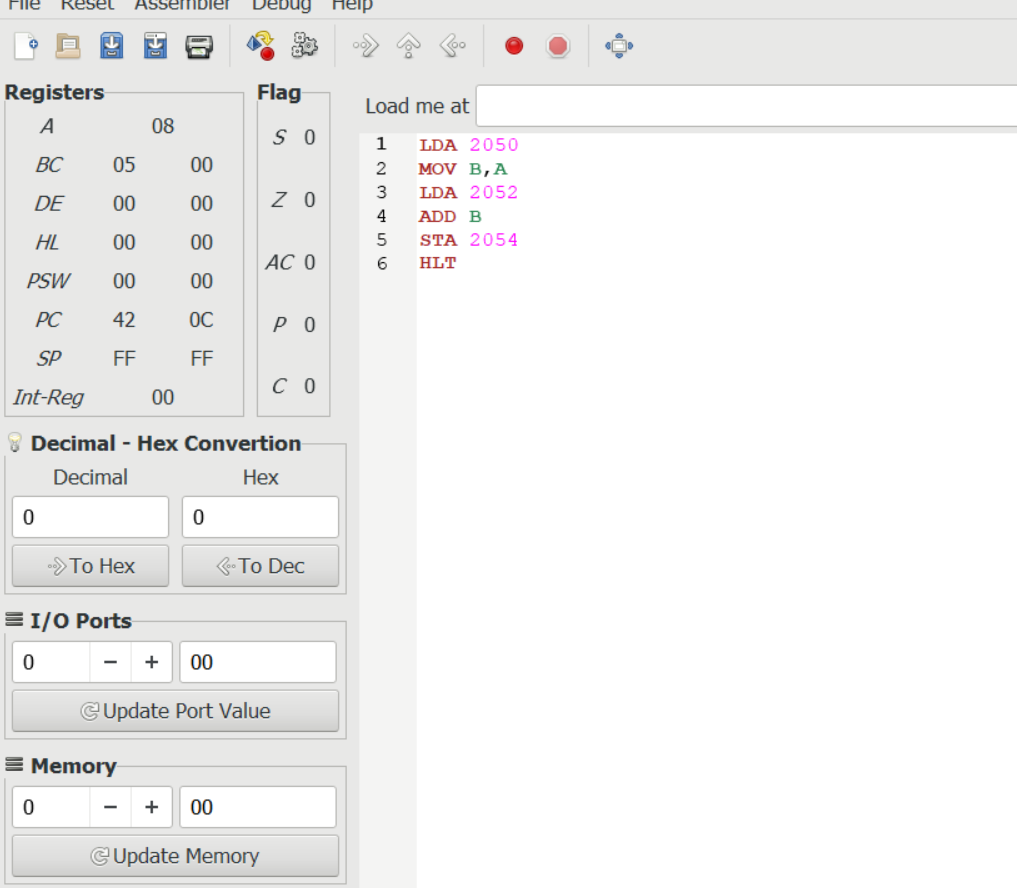 File Reset Assembler Debug Help
Registers
A 08
BC 05 00
DE 00 00
HL 00 00
PSW 00 00
PC 42 0C
SP FF FF
Int-Reg 00
Flag
S 0
Z 0
AC 0
P 0
C 0
Decimal - Hex Convertion
Decimal Hex
0 0
To Hex To Dec
I/O Ports
0 − + 00
Update Port Value
Memory
0 − + 00
Update Memory
Load me at
1 LDA 2050
2 MOV B,A
3 LDA 2052
4 ADD B
5 STA 2054
6 HLT